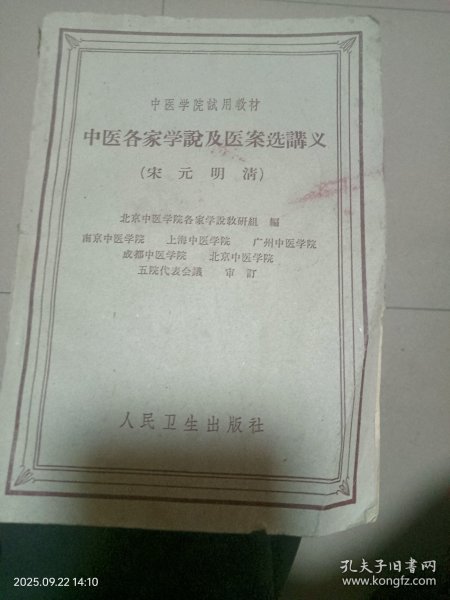 中医学院試用教材
中医各家学說及医案选講义
（宋元明清）
北京中医学院各家学說教研組 編
南京中医学院 上海中医学院 广州中医学院
成都中医学院 北京中医学院
五院代表会議 审訂
人民卫生出版社
2025.09.22 14:10
孔夫子旧书网
www.kongfz.com